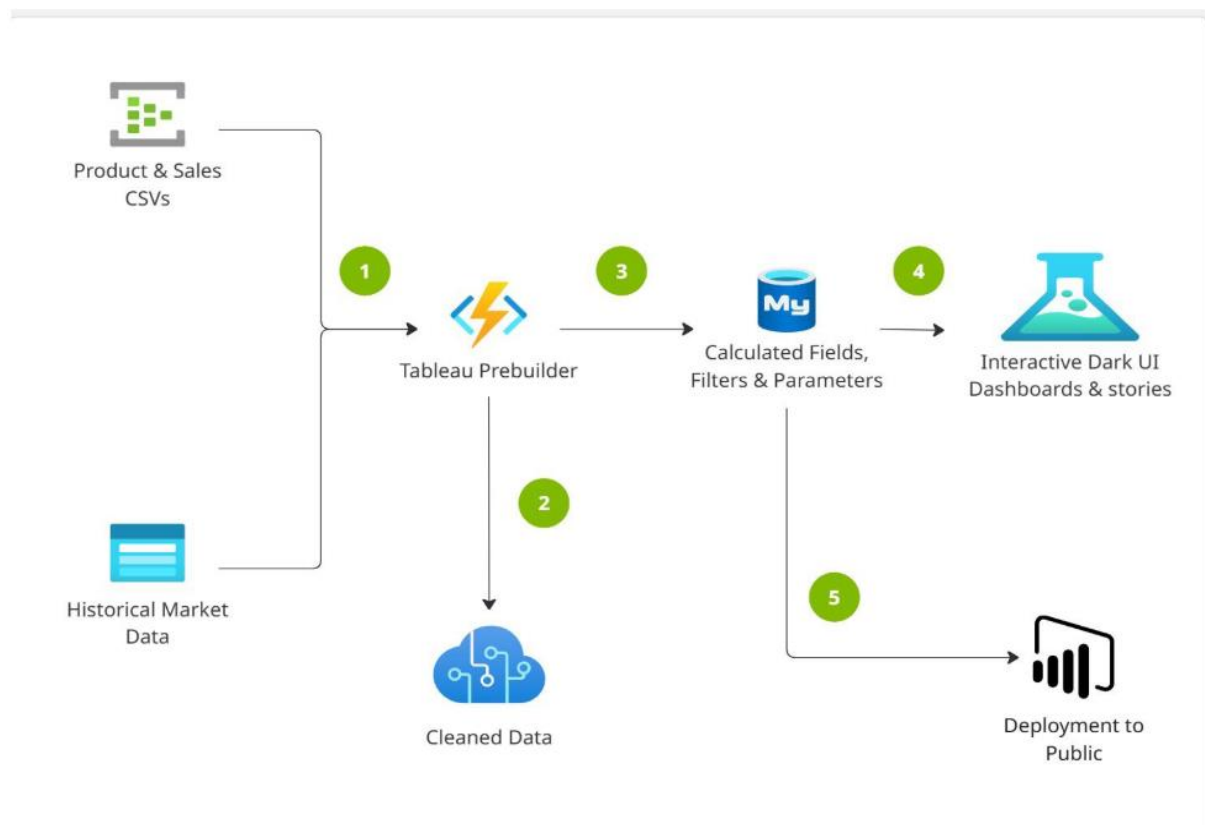 Product & Sales
CSVs
1
3
4
My
Tableau Prebuilder
Calculated Fields,
Filters & Parameters
Interactive Dark UI
Dashboards & stories
2
5
Historical Market
Data
Cleaned Data
Deployment to
Public